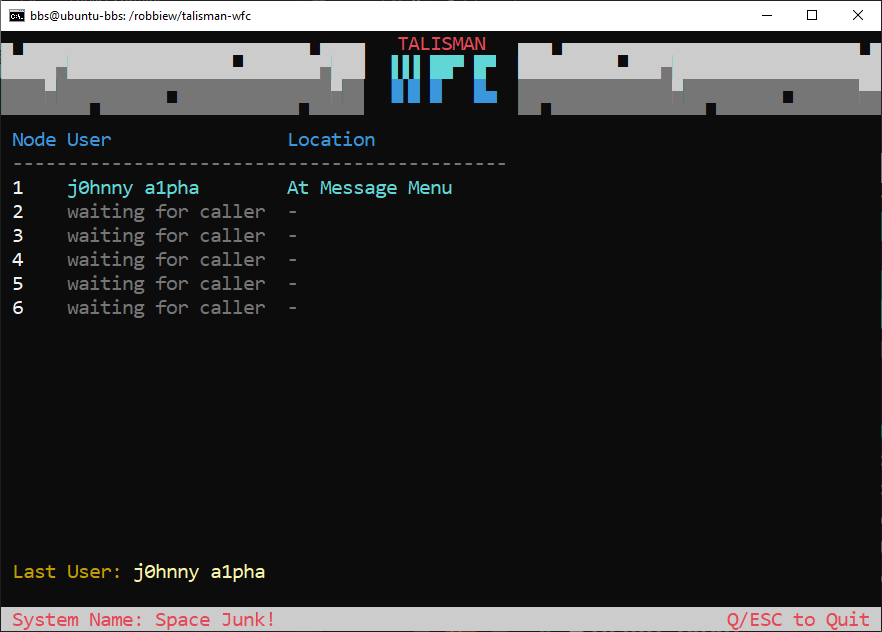 bbs@ubuntu-bbs: /robbiew/talisman-wfc
TALISMAN
WFC
Node User Location
---------------------------------------------
1 j0hnny a1pha At Message Menu
2 waiting for caller -
3 waiting for caller -
4 waiting for caller -
5 waiting for caller -
6 waiting for caller -
Last User: j0hnny a1pha
System Name: Space Junk! Q/ESC to Quit